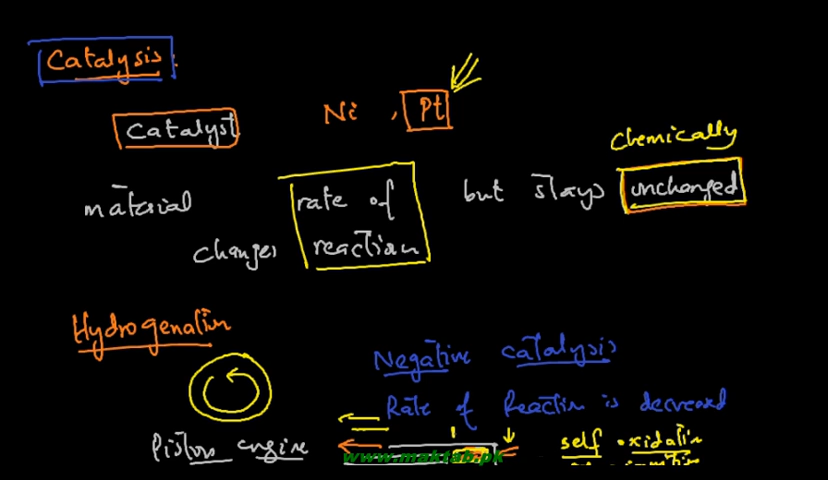 Catalysis:
Catalyst
Ni , Pt
Chemically
material changes rate of reaction but stays unchanged
Hydrogenation
Negative catalysis
Rate of Reaction is decreased
Piston engine
self oxidation
www.maktab.pk